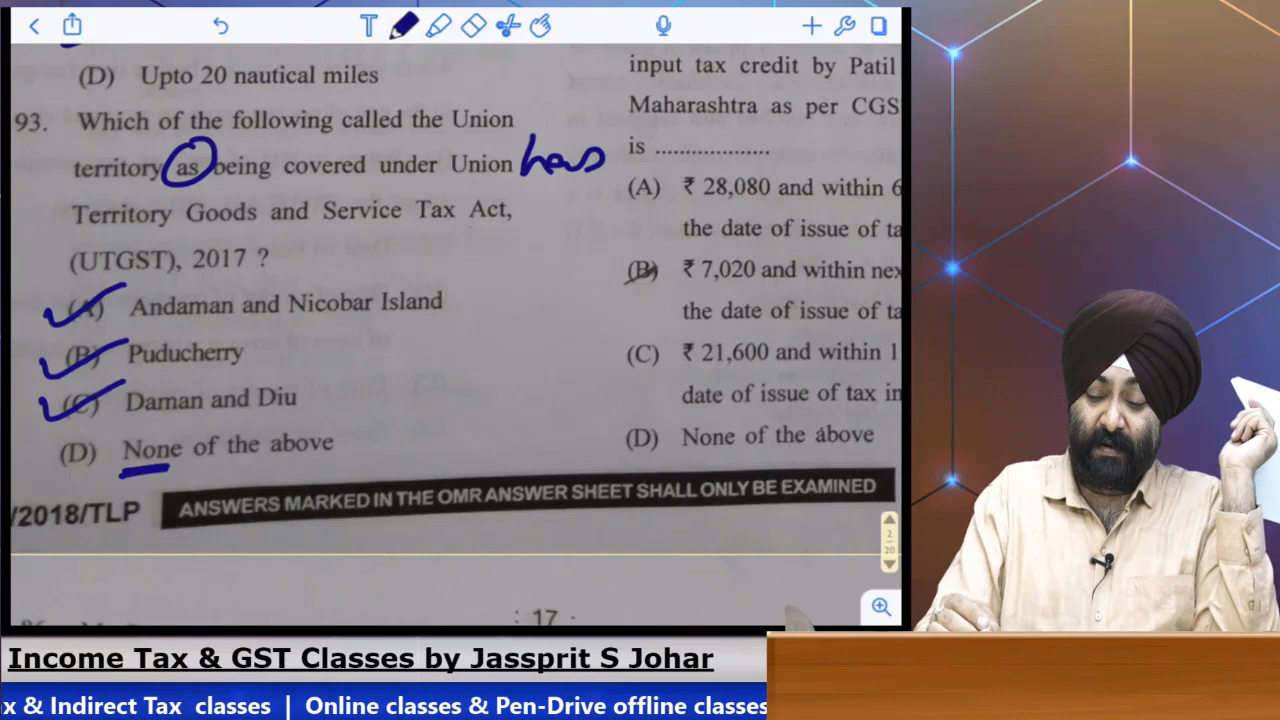 (D) Upto 20 nautical miles
93. Which of the following called the Union
territory as being covered under Union
has
Territory Goods and Service Tax Act,
(UTGST), 2017 ?
(A) Andaman and Nicobar Island
(B) Puducherry
(C) Daman and Diu
(D) None of the above
input tax credit by Patil
Maharashtra as per CGS
is ...................
(A) ₹ 28,080 and within 6
the date of issue of ta
(B) ₹ 7,020 and within nex
the date of issue of ta
(C) ₹ 21,600 and within 1
date of issue of tax in
(D) None of the above
/2018/TLP
ANSWERS MARKED IN THE OMR ANSWER SHEET SHALL ONLY BE EXAMINED
2
20
: 17 :
Income Tax & GST Classes by Jassprit S Johar
x & Indirect Tax classes | Online classes & Pen-Drive offline classes